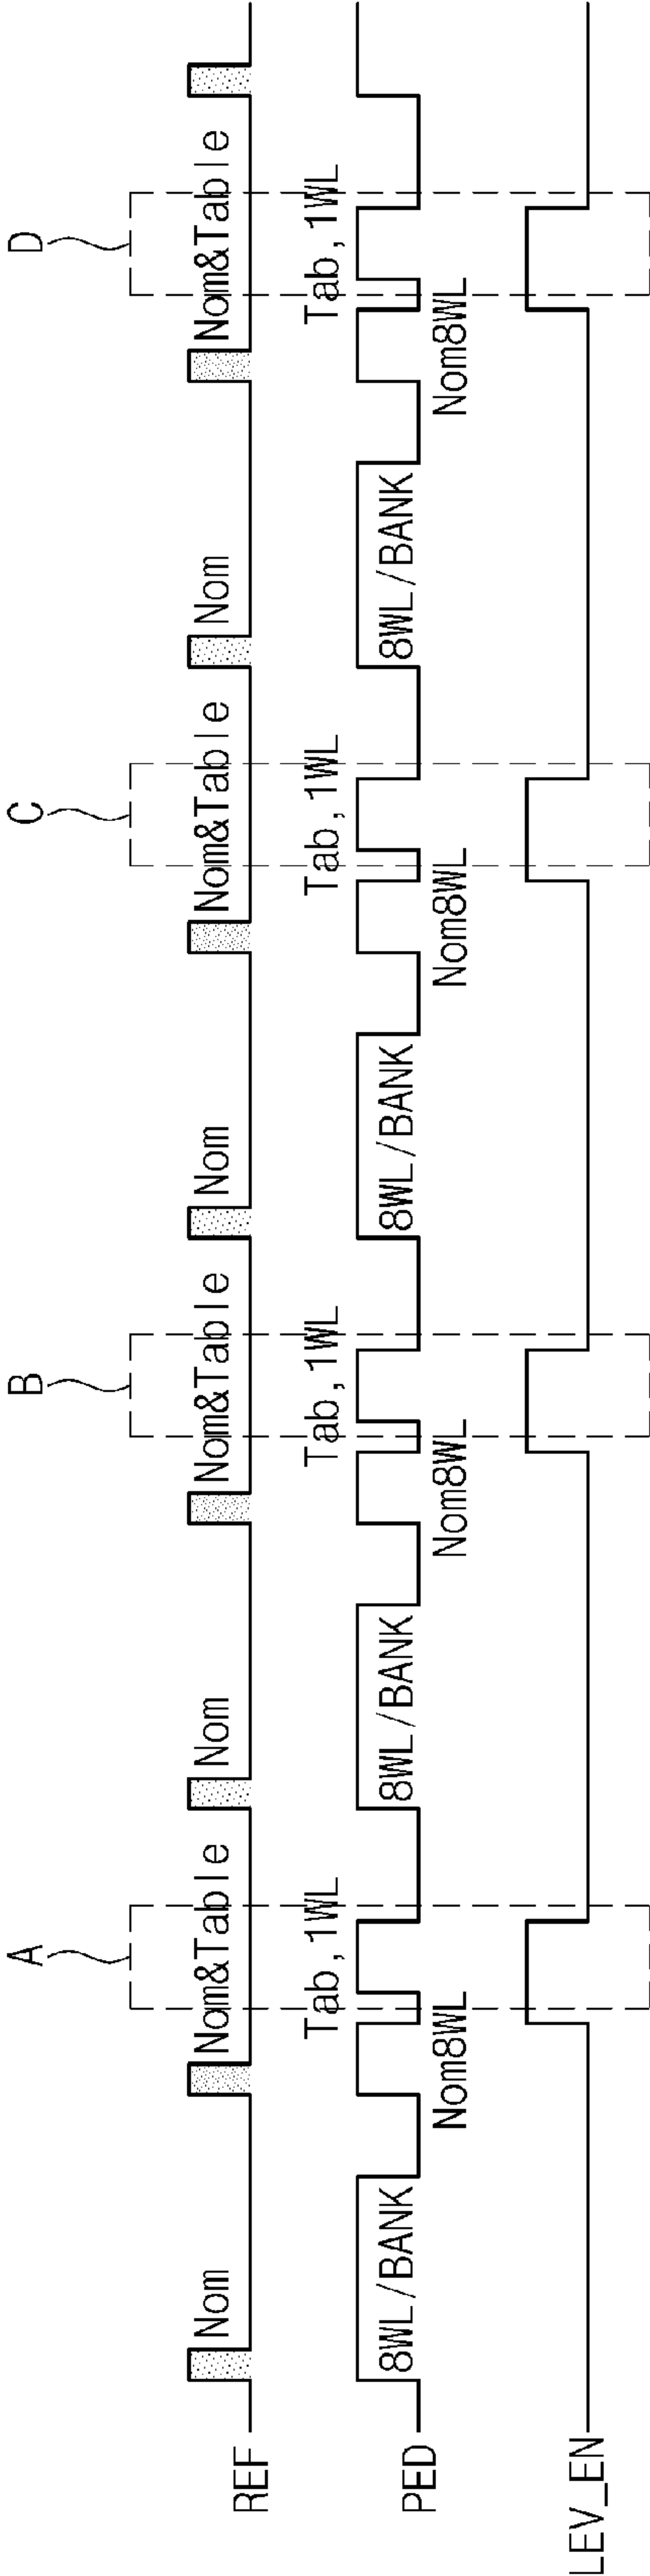 A B C D
REF Nom Nom&Table Nom Nom&Table Nom Nom&Table Nom Nom&Table
Tab,1WL Tab,1WL Tab,1WL Tab,1WL
PED 8WL/BANK 8WL/BANK 8WL/BANK 8WL/BANK
Nom8WL Nom8WL Nom8WL Nom8WL
LEV_EN